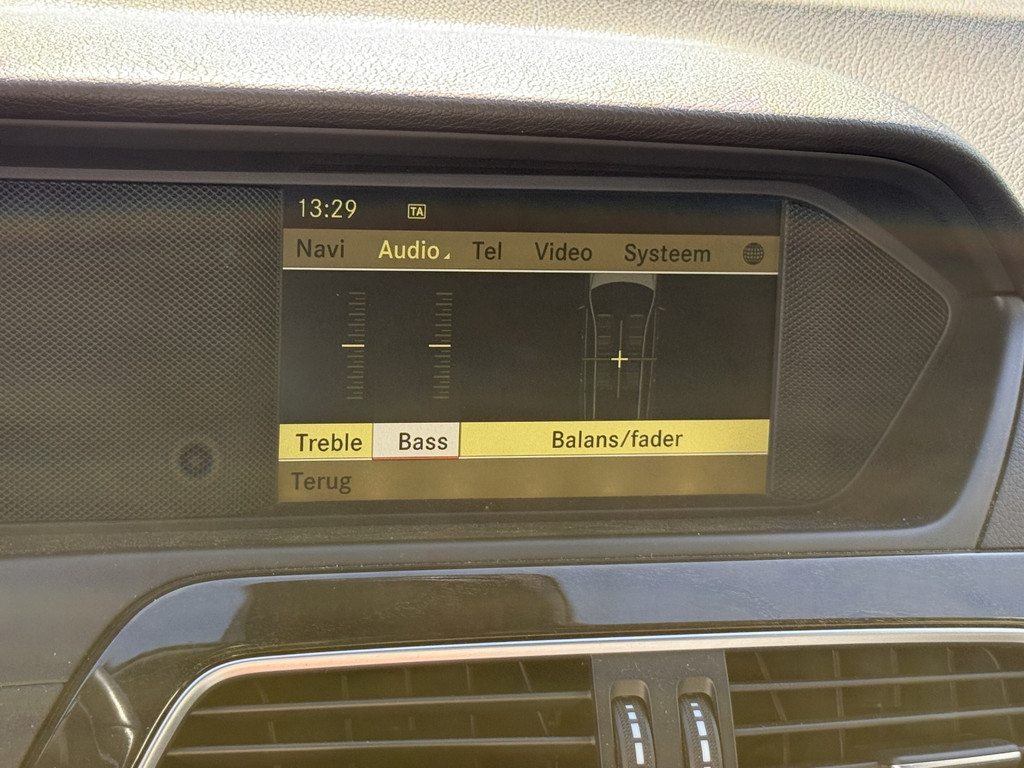 13:29 TA
Navi Audio Tel Video Systeem
Treble Bass Balans/fader
Terug